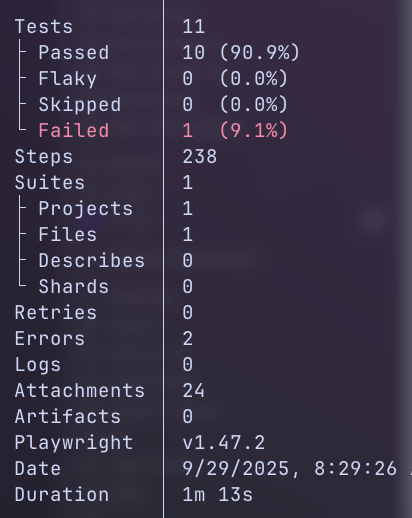 Tests 11
Passed 10 (90.9%)
Flaky 0 (0.0%)
Skipped 0 (0.0%)
Failed 1 (9.1%)
Steps 238
Suites 1
Projects 1
Files 1
Describes 0
Shards 0
Retries 0
Errors 2
Logs 0
Attachments 24
Artifacts 0
Playwright v1.47.2
Date 9/29/2025, 8:29:26
Duration 1m 13s